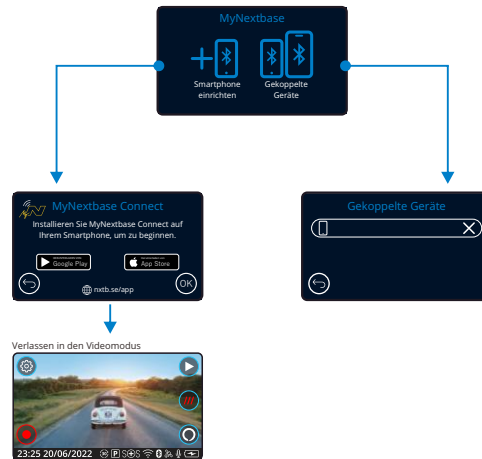 MyNextbase
Smartphone
einrichten
Gekoppelte
Geräte
MyNextbase Connect
Installieren Sie MyNextbase Connect auf
Ihrem Smartphone, um zu beginnen.
Google Play
App Store
OK
nxtb.se/app
Gekoppelte Geräte
Verlassen in den Videomodus
23:25 20/06/2022 P S S